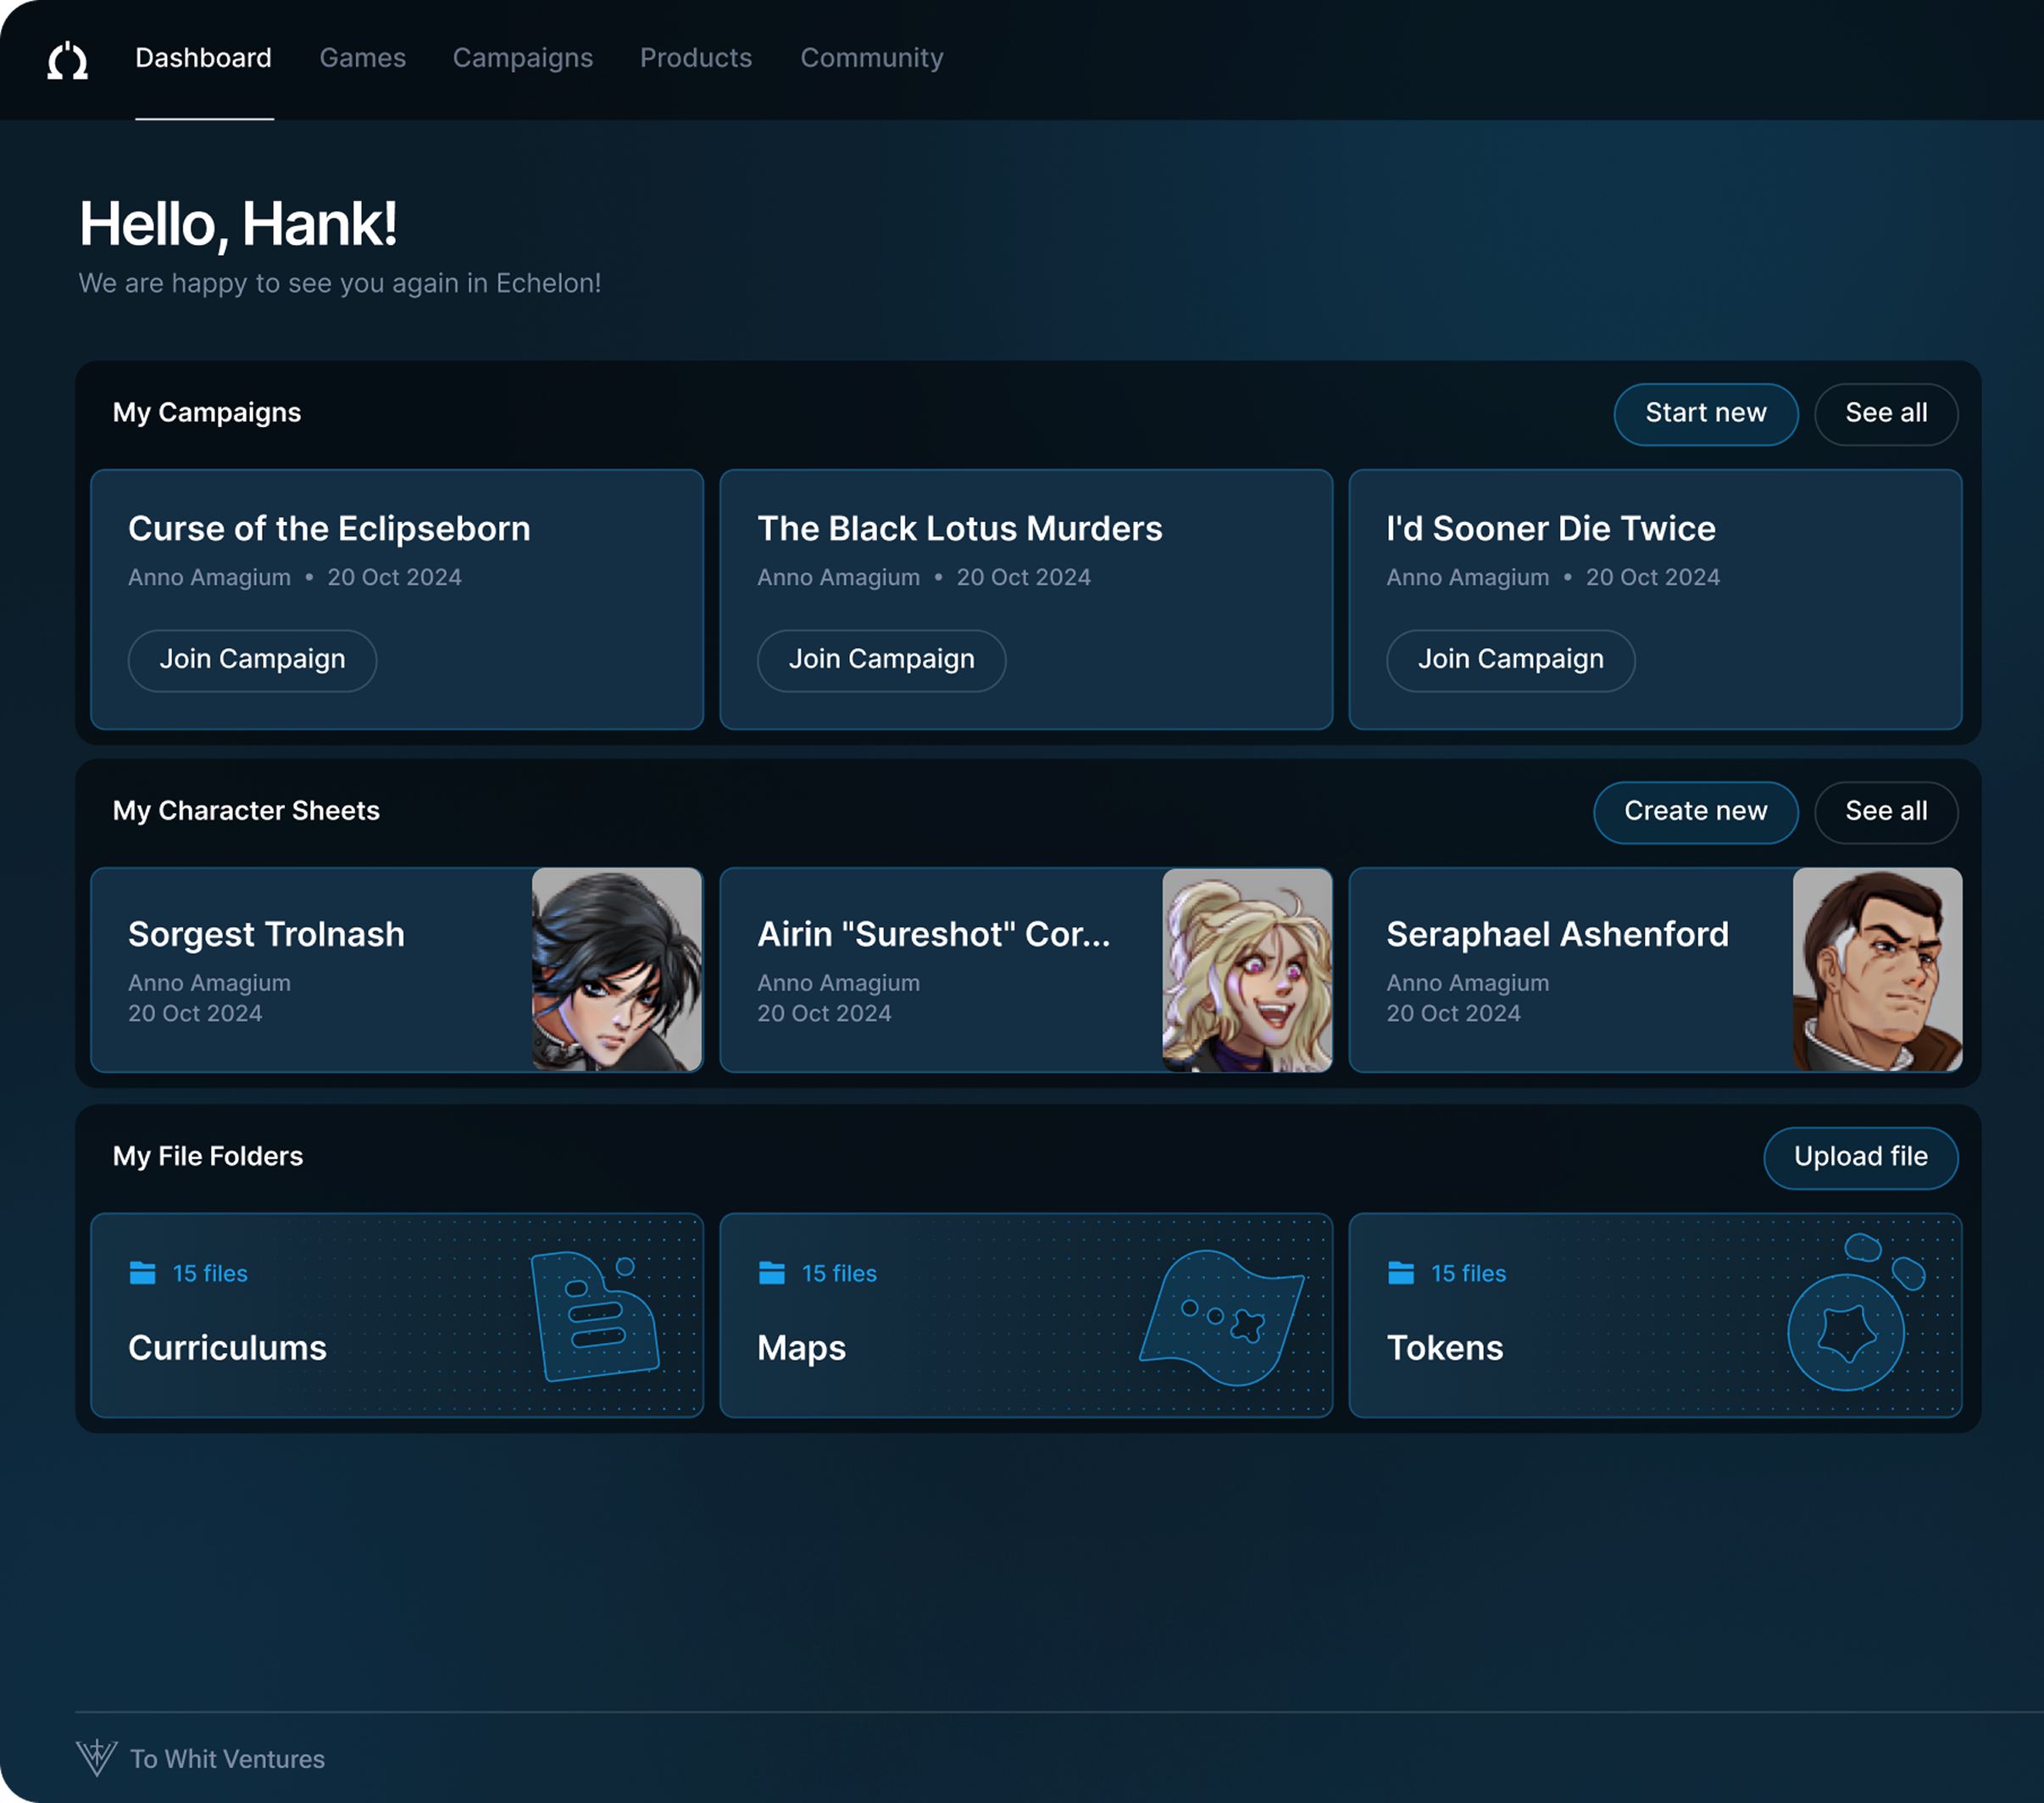 Dashboard Games Campaigns Products Community
Hello, Hank!
We are happy to see you again in Echelon!
My Campaigns
Start new
See all
Curse of the Eclipseborn
Anno Amagium • 20 Oct 2024
Join Campaign
The Black Lotus Murders
Anno Amagium • 20 Oct 2024
Join Campaign
I'd Sooner Die Twice
Anno Amagium • 20 Oct 2024
Join Campaign
My Character Sheets
Create new
See all
Sorgest Trolnash
Anno Amagium
20 Oct 2024
Airin "Sureshot" Cor...
Anno Amagium
20 Oct 2024
Seraphael Ashenford
Anno Amagium
20 Oct 2024
My File Folders
Upload file
15 files
Curriculums
15 files
Maps
15 files
Tokens
To Whit Ventures